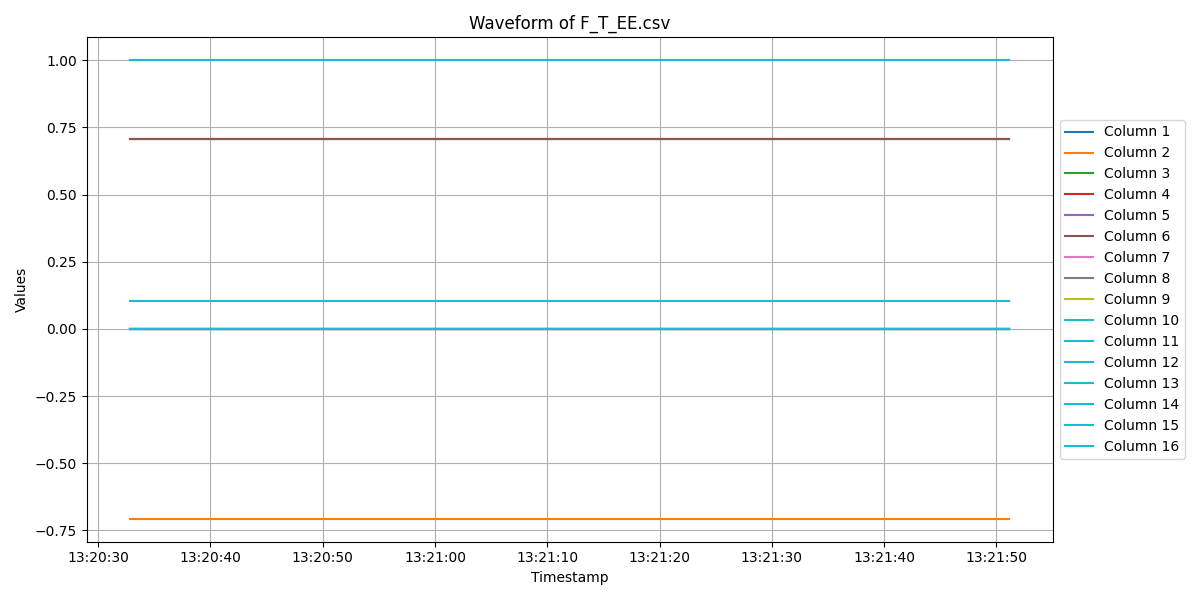 Waveform of F_T_EE.csv
1.00
0.75
0.50
0.25
0.00
−0.25
−0.50
−0.75
Values
13:20:30 13:20:40 13:20:50 13:21:00 13:21:10 13:21:20 13:21:30 13:21:40 13:21:50
Timestamp
Column 1
Column 2
Column 3
Column 4
Column 5
Column 6
Column 7
Column 8
Column 9
Column 10
Column 11
Column 12
Column 13
Column 14
Column 15
Column 16